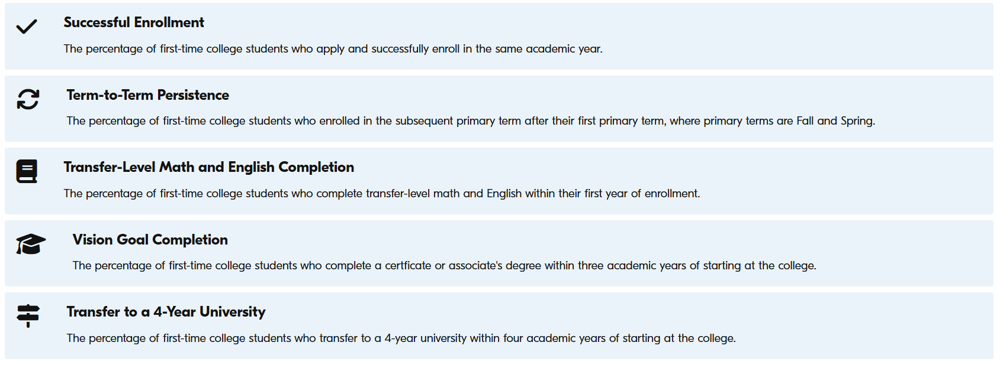 Successful Enrollment
The percentage of first-time college students who apply and successfully enroll in the same academic year.
Term-to-Term Persistence
The percentage of first-time college students who enrolled in the subsequent primary term after their first primary term, where primary terms are Fall and Spring.
Transfer-Level Math and English Completion
The percentage of first-time college students who complete transfer-level math and English within their first year of enrollment.
Vision Goal Completion
The percentage of first-time college students who complete a certficate or associate's degree within three academic years of starting at the college.
Transfer to a 4-Year University
The percentage of first-time college students who transfer to a 4-year university within four academic years of starting at the college.